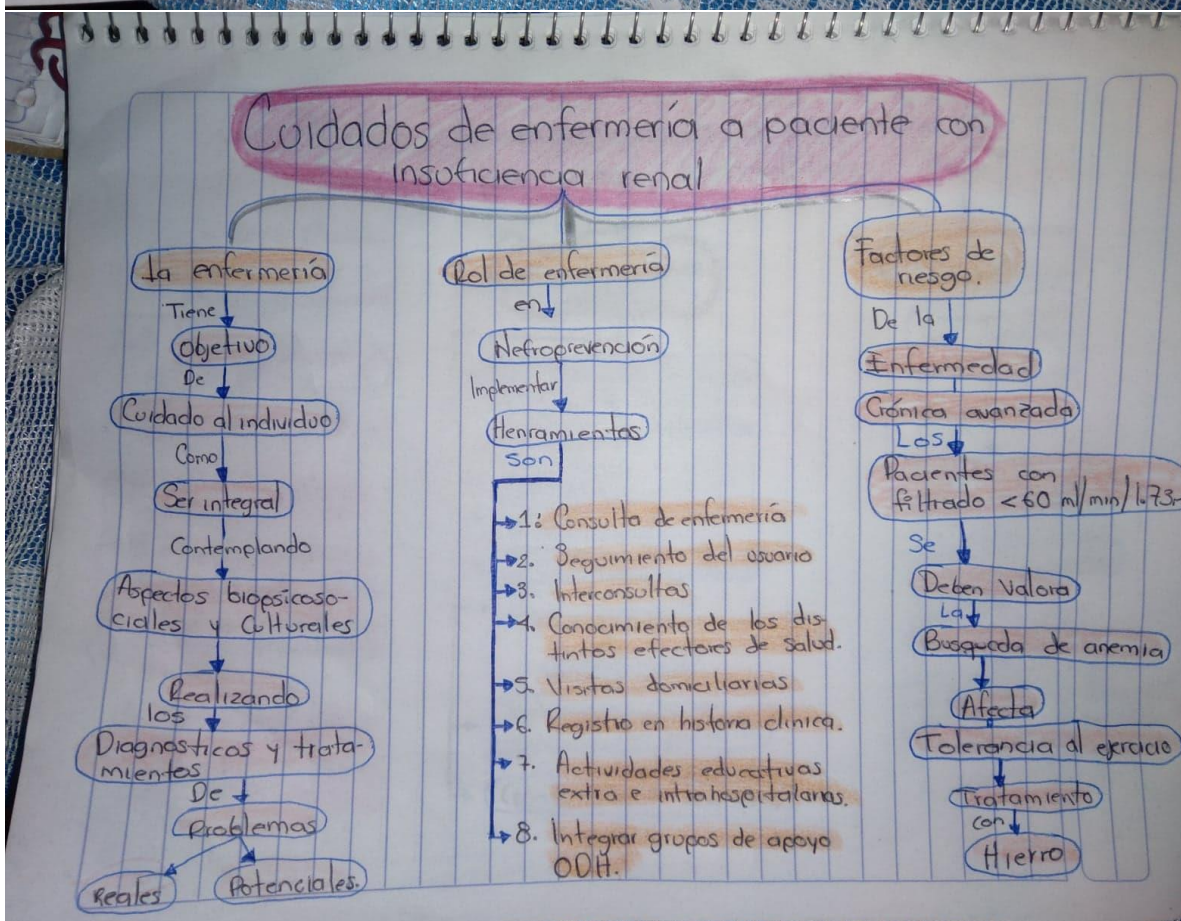 Cuidados de enfermería a paciente con
insuficiencia renal
La enfermería
Tiene
Objetivo
De
Cuidado al individuo
Como
Ser integral
Contemplando
Aspectos biopsicoso-
ciales y Culturales
Realizando
los
Diagnosticos y trata-
mientos
De
Problemas
Reales
Potenciales.
Rol de enfermería
en
Nefroprevención
Implementar
Henramientos
Son
1. Consulta de enfermería
2. Seguimiento del usuario
3. Interconsultas
4. Conocimiento de los dis-
tintos efectores de salud.
5. Visitas domiciliarias
6. Registro en historia clínica.
7. Actividades educativas
extra e intrahospitalarias.
8. Integrar grupos de apoyo
ODH.
Factores de
riesgo.
De la
Enfermedad
Crónica avanzada
Los
Pacientes con
filtrado <60 ml/min/1.73
Se
Deben Valora
La
Busqueda de anemia
Afecta
Tolerancia al ejercicio
Tratamiento
con
Hierro